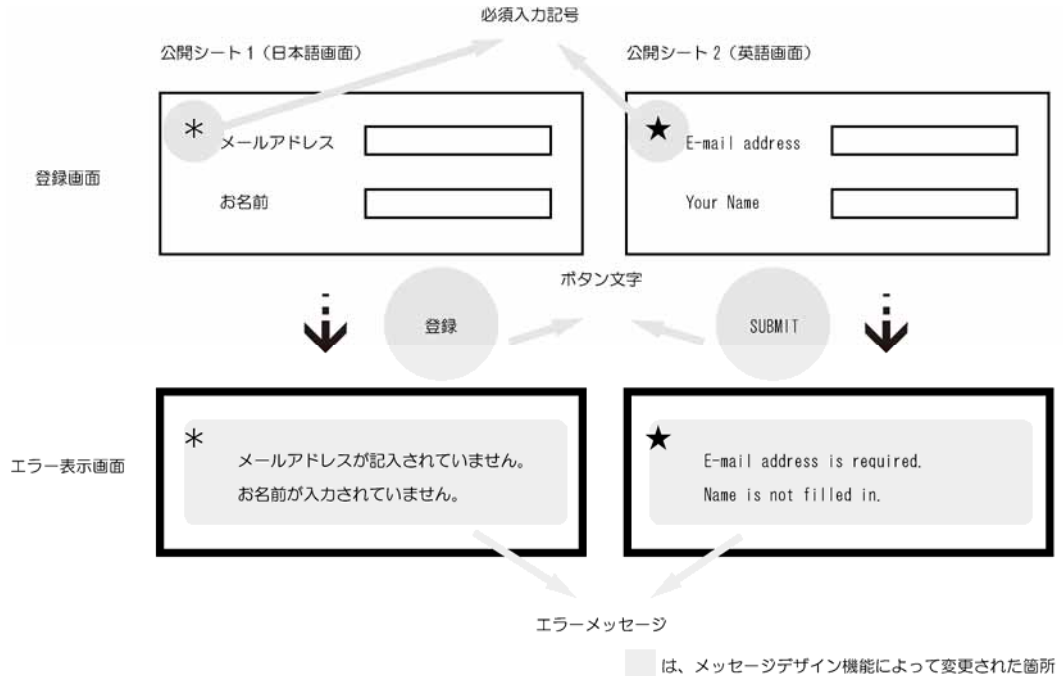 必須入力記号
公開シート1（日本語画面）
公開シート2（英語画面）
登録画面
＊
メールアドレス
お名前
★
E-mail address
Your Name
ボタン文字
登録
SUBMIT
エラー表示画面
＊
メールアドレスが記入されていません。
お名前が入力されていません。
★
E-mail address is required.
Name is not filled in.
エラーメッセージ
は、メッセージデザイン機能によって変更された箇所